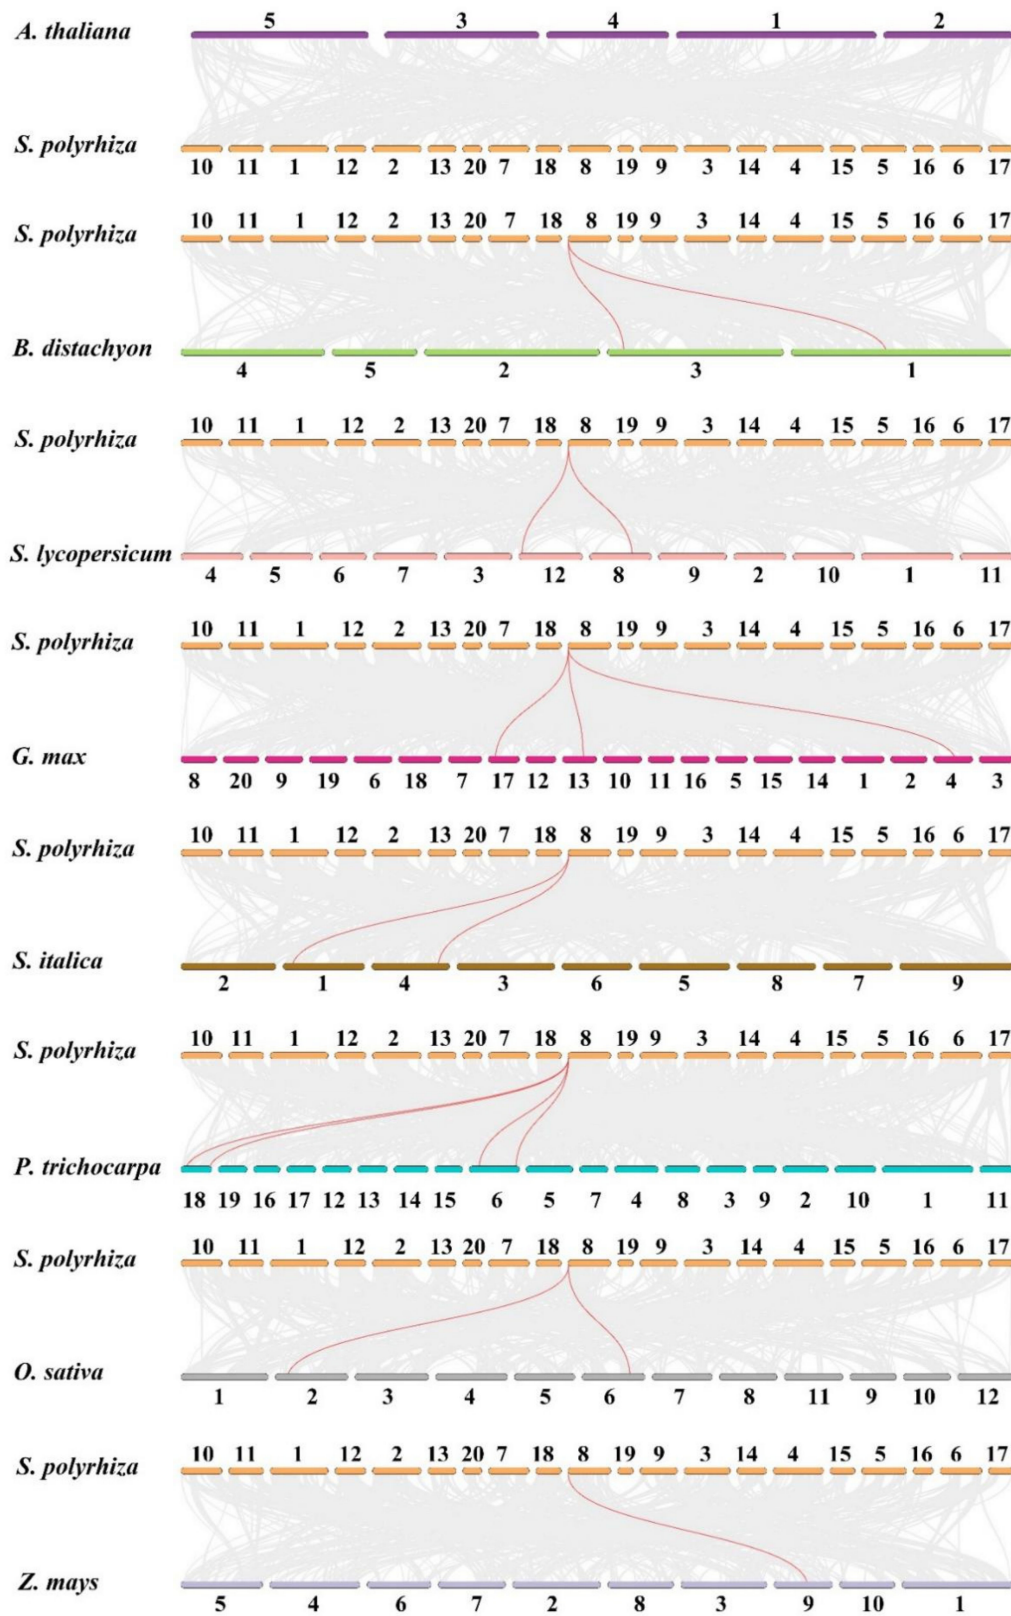 5 3 4 1 2
A. thaliana
S. polyrhiza
10 11 1 12 2 13 20 7 18 8 19 9 3 14 4 15 5 16 6 17
10 11 1 12 2 13 20 7 18 8 19 9 3 14 4 15 5 16 6 17
S. polyrhiza
B. distachyon
4 5 2 3 1
10 11 1 12 2 13 20 7 18 8 19 9 3 14 4 15 5 16 6 17
S. polyrhiza
S. lycopersicum
4 5 6 7 3 12 8 9 2 10 1 11
10 11 1 12 2 13 20 7 18 8 19 9 3 14 4 15 5 16 6 17
S. polyrhiza
G. max
8 20 9 19 6 18 7 17 12 13 10 11 16 5 15 14 1 2 4 3
10 11 1 12 2 13 20 7 18 8 19 9 3 14 4 15 5 16 6 17
S. polyrhiza
S. italica
2 1 4 3 6 5 8 7 9
10 11 1 12 2 13 20 7 18 8 19 9 3 14 4 15 5 16 6 17
S. polyrhiza
P. trichocarpa
18 19 16 17 12 13 14 15 6 5 7 4 8 3 9 2 10 1 11
10 11 1 12 2 13 20 7 18 8 19 9 3 14 4 15 5 16 6 17
S. polyrhiza
O. sativa
1 2 3 4 5 6 7 8 11 9 10 12
10 11 1 12 2 13 20 7 18 8 19 9 3 14 4 15 5 16 6 17
S. polyrhiza
Z. mays
5 4 6 7 2 8 3 9 10 1